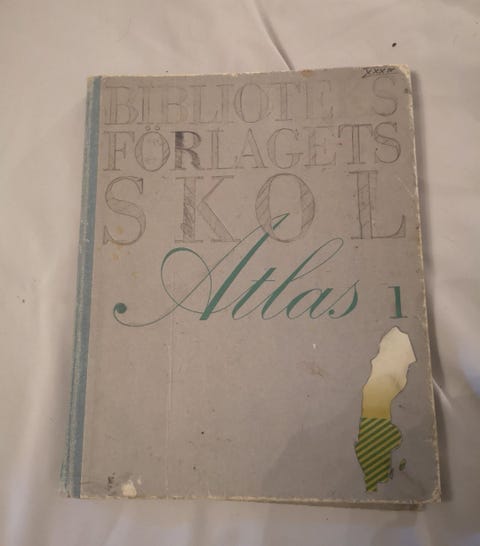 BIBLIOTEKS
FÖRLAGETS
SKOL
Atlas 1